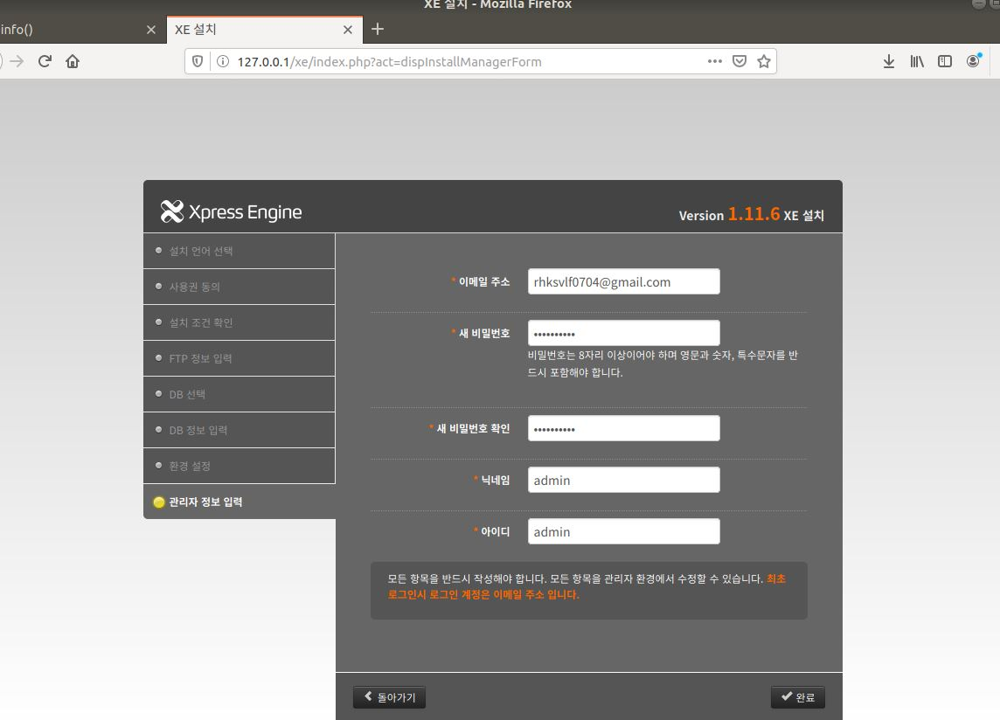 XE 설치 - Mozilla Firefox
info()
XE 설치
127.0.0.1/xe/index.php?act=dispInstallManagerForm
Xpress Engine
Version 1.11.6 XE 설치
설치 언어 선택
사용권 동의
설치 조건 확인
FTP 정보 입력
DB 선택
DB 정보 입력
환경 설정
관리자 정보 입력
* 이메일 주소
rhksvlf0704@gmail.com
* 새 비밀번호
••••••••••
비밀번호는 8자리 이상이어야 하며 영문과 숫자, 특수문자를 반
드시 포함해야 합니다.
* 새 비밀번호 확인
••••••••••
* 닉네임
admin
* 아이디
admin
모든 항목을 반드시 작성해야 합니다. 모든 항목을 관리자 환경에서 수정할 수 있습니다. 최초
로그인시 로그인 계정은 이메일 주소 입니다.
돌아가기
완료